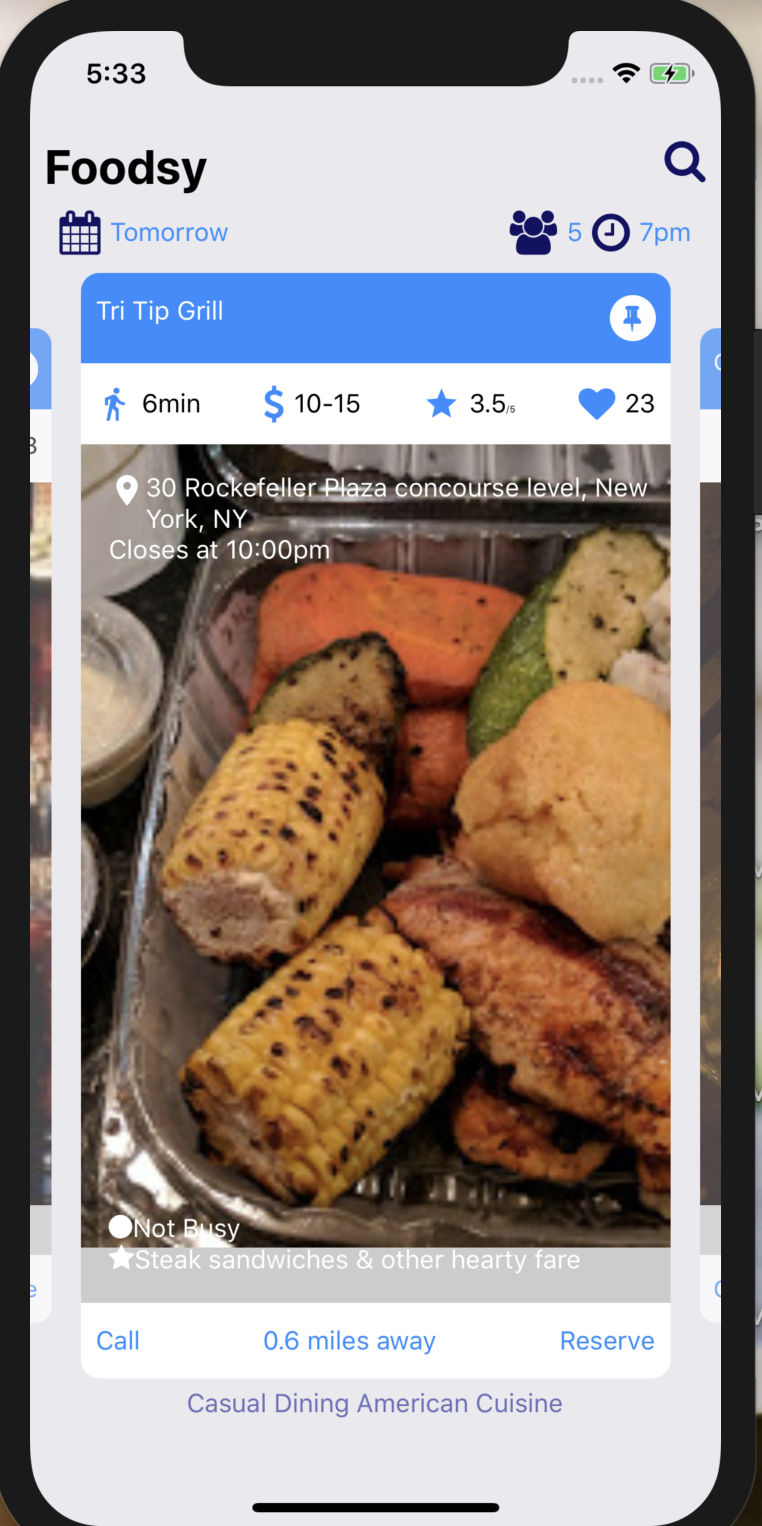 5:33
Foodsy
Tomorrow
5
7pm
Tri Tip Grill
6min
$ 10-15
3.5/5
23
30 Rockefeller Plaza concourse level, New
York, NY
Closes at 10:00pm
Not Busy
Steak sandwiches & other hearty fare
Call
0.6 miles away
Reserve
Casual Dining American Cuisine